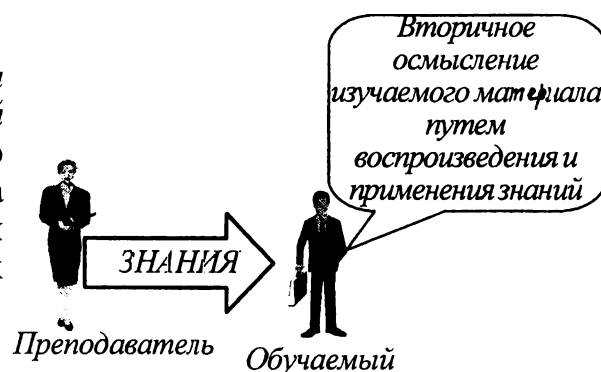 Вторичное
осмысление
изучаемого материала
путем
воспроизведения и
применения знаний
ЗНАНИЯ
Преподаватель
Обучаемый